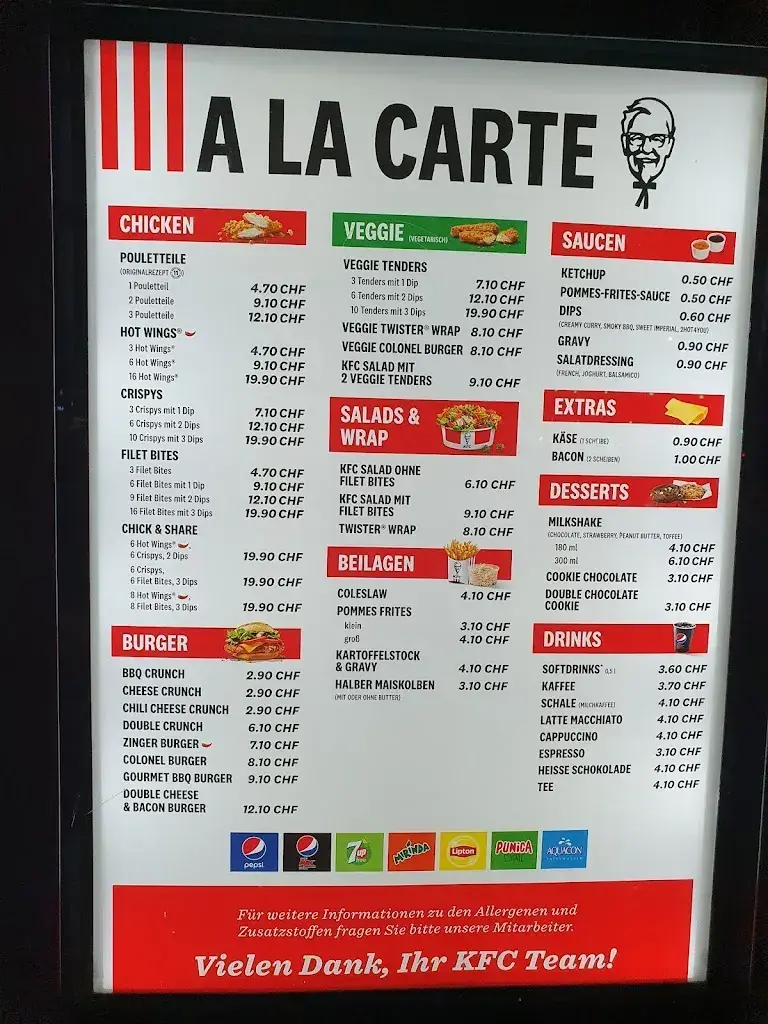 A LA CARTE
CHICKEN
POULETTEILE
(ORIGINALREZEPT 11)
1 Pouletteil 4.70 CHF
2 Pouletteile 9.10 CHF
3 Pouletteile 12.10 CHF
HOT WINGS®
3 Hot Wings® 4.70 CHF
6 Hot Wings® 9.10 CHF
16 Hot Wings® 19.90 CHF
CRISPYS
3 Crispys mit 1 Dip 7.10 CHF
6 Crispys mit 2 Dips 12.10 CHF
10 Crispys mit 3 Dips 19.90 CHF
FILET BITES
3 Filet Bites 4.70 CHF
6 Filet Bites mit 1 Dip 9.10 CHF
9 Filet Bites mit 2 Dips 12.10 CHF
16 Filet Bites mit 3 Dips 19.90 CHF
CHICK & SHARE
6 Hot Wings®,
6 Crispys, 2 Dips 19.90 CHF
6 Crispys,
6 Filet Bites, 3 Dips 19.90 CHF
8 Hot Wings®,
8 Filet Bites, 3 Dips 19.90 CHF
BURGER
BBQ CRUNCH 2.90 CHF
CHEESE CRUNCH 2.90 CHF
CHILI CHEESE CRUNCH 2.90 CHF
DOUBLE CRUNCH 6.10 CHF
ZINGER BURGER 7.10 CHF
COLONEL BURGER 8.10 CHF
GOURMET BBQ BURGER 9.10 CHF
DOUBLE CHEESE
& BACON BURGER 12.10 CHF
VEGGIE (VEGETARISCH)
VEGGIE TENDERS
3 Tenders mit 1 Dip 7.10 CHF
6 Tenders mit 2 Dips 12.10 CHF
10 Tenders mit 3 Dips 19.90 CHF
VEGGIE TWISTER® WRAP 8.10 CHF
VEGGIE COLONEL BURGER 8.10 CHF
KFC SALAD MIT
2 VEGGIE TENDERS 9.10 CHF
SALADS &
WRAP
KFC SALAD OHNE
FILET BITES 6.10 CHF
KFC SALAD MIT
FILET BITES 9.10 CHF
TWISTER® WRAP 8.10 CHF
BEILAGEN
COLESLAW 4.10 CHF
POMMES FRITES
klein 3.10 CHF
groß 4.10 CHF
KARTOFFELSTOCK
& GRAVY 4.10 CHF
HALBER MAISKOLBEN 3.10 CHF
(MIT ODER OHNE BUTTER)
SAUCEN
KETCHUP 0.50 CHF
POMMES-FRITES-SAUCE 0.50 CHF
DIPS 0.60 CHF
(CREAMY CURRY, SMOKY BBQ, SWEET IMPERIAL, 2HOT4YOU)
GRAVY 0.90 CHF
SALATDRESSING 0.90 CHF
(FRENCH, JOGHURT, BALSAMICO)
EXTRAS
KÄSE (1 SCHEIBE) 0.90 CHF
BACON (2 SCHEIBEN) 1.00 CHF
DESSERTS
MILKSHAKE
(CHOCOLATE, STRAWBERRY, PEANUT BUTTER, TOFFEE)
180 ml 4.10 CHF
300 ml 6.10 CHF
COOKIE CHOCOLATE 3.10 CHF
DOUBLE CHOCOLATE
COOKIE 3.10 CHF
DRINKS
SOFTDRINKS* 3.60 CHF
KAFFEE 3.70 CHF
SCHALE (MILCHKAFFEE) 4.10 CHF
LATTE MACCHIATO 4.10 CHF
CAPPUCCINO 4.10 CHF
ESPRESSO 3.10 CHF
HEISSE SCHOKOLADE 4.10 CHF
TEE 4.10 CHF
pepsi 7up MIRINDA Lipton PUNICA AQUACON
Für weitere Informationen zu den Allergenen und
Zusatzstoffen fragen Sie bitte unsere Mitarbeiter.
Vielen Dank, Ihr KFC Team!